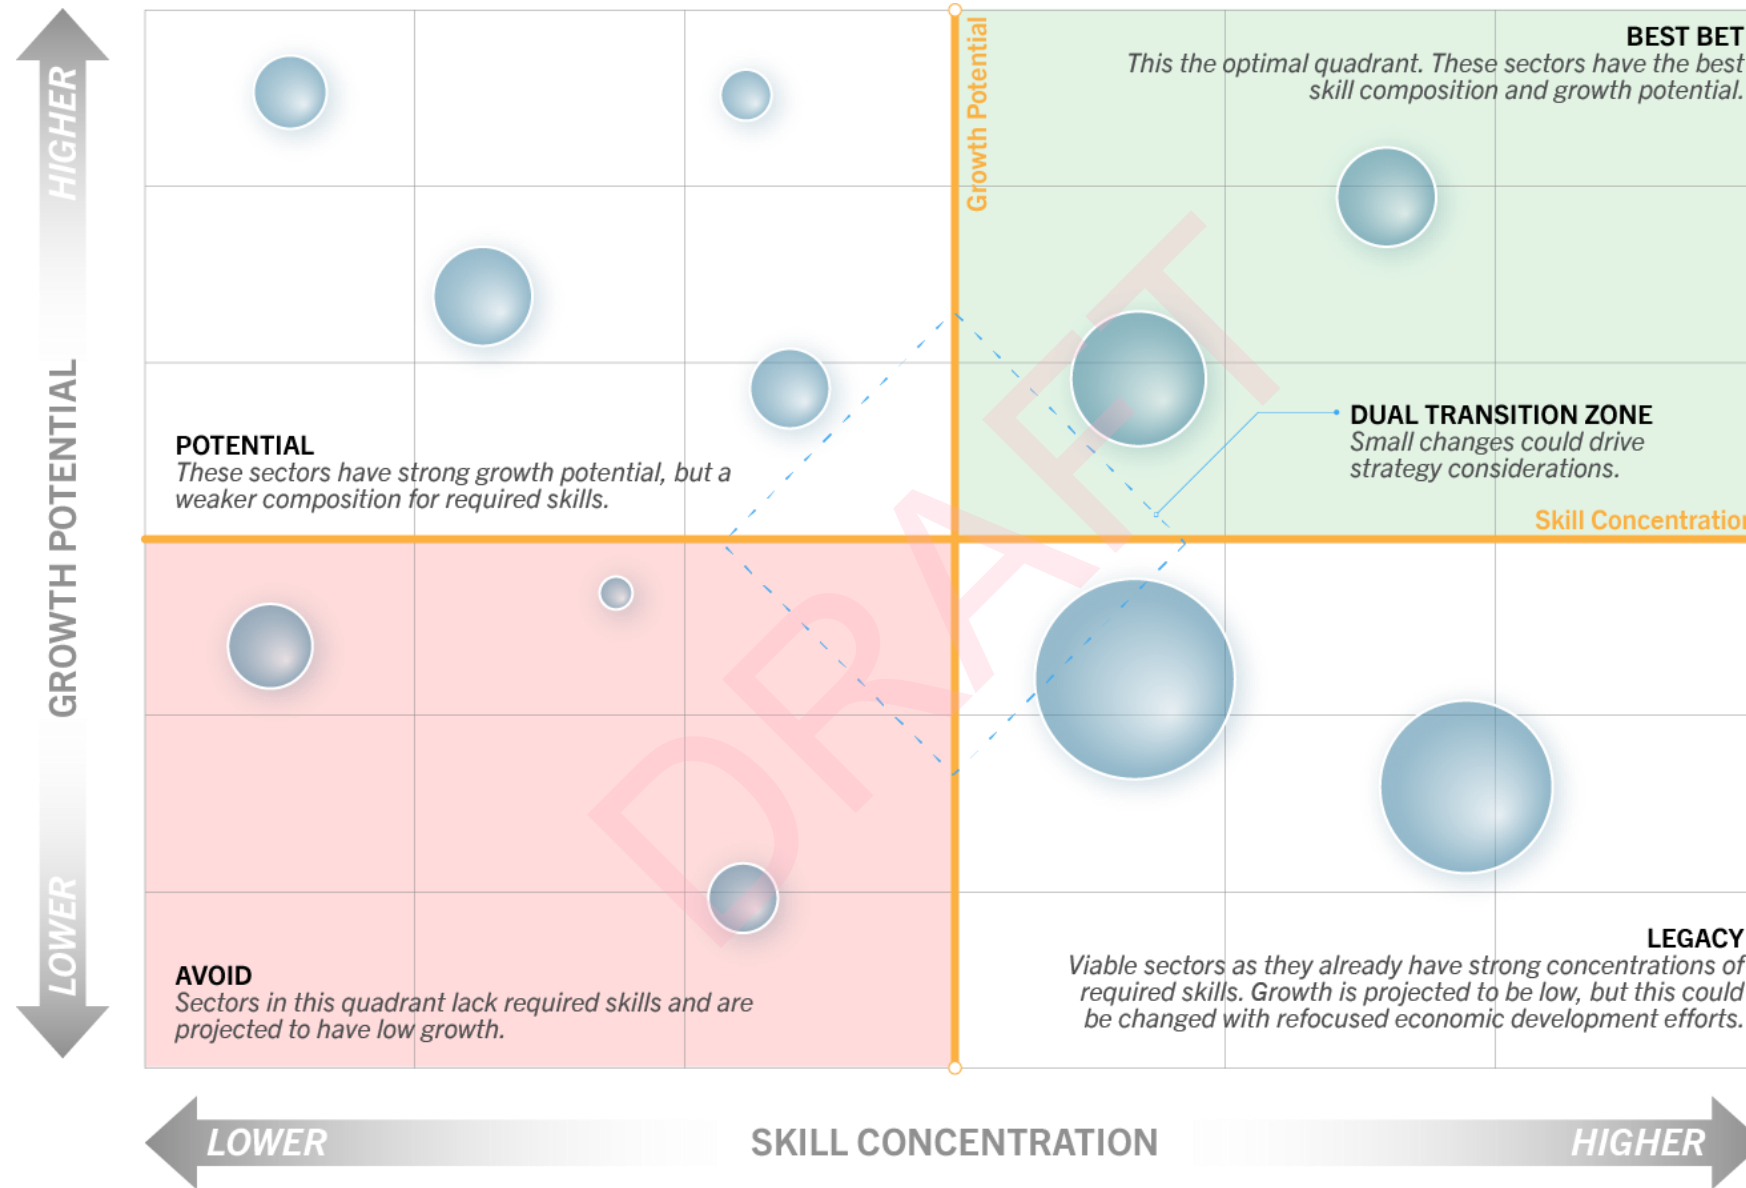 HIGHER
GROWTH POTENTIAL
LOWER
Growth Potential
BEST BET
This the optimal quadrant. These sectors have the best
skill composition and growth potential.
POTENTIAL
These sectors have strong growth potential, but a
weaker composition for required skills.
DUAL TRANSITION ZONE
Small changes could drive
strategy considerations.
Skill Concentration
DRAFT
AVOID
Sectors in this quadrant lack required skills and are
projected to have low growth.
LEGACY
Viable sectors as they already have strong concentrations of
required skills. Growth is projected to be low, but this could
be changed with refocused economic development efforts.
LOWER
SKILL CONCENTRATION
HIGHER